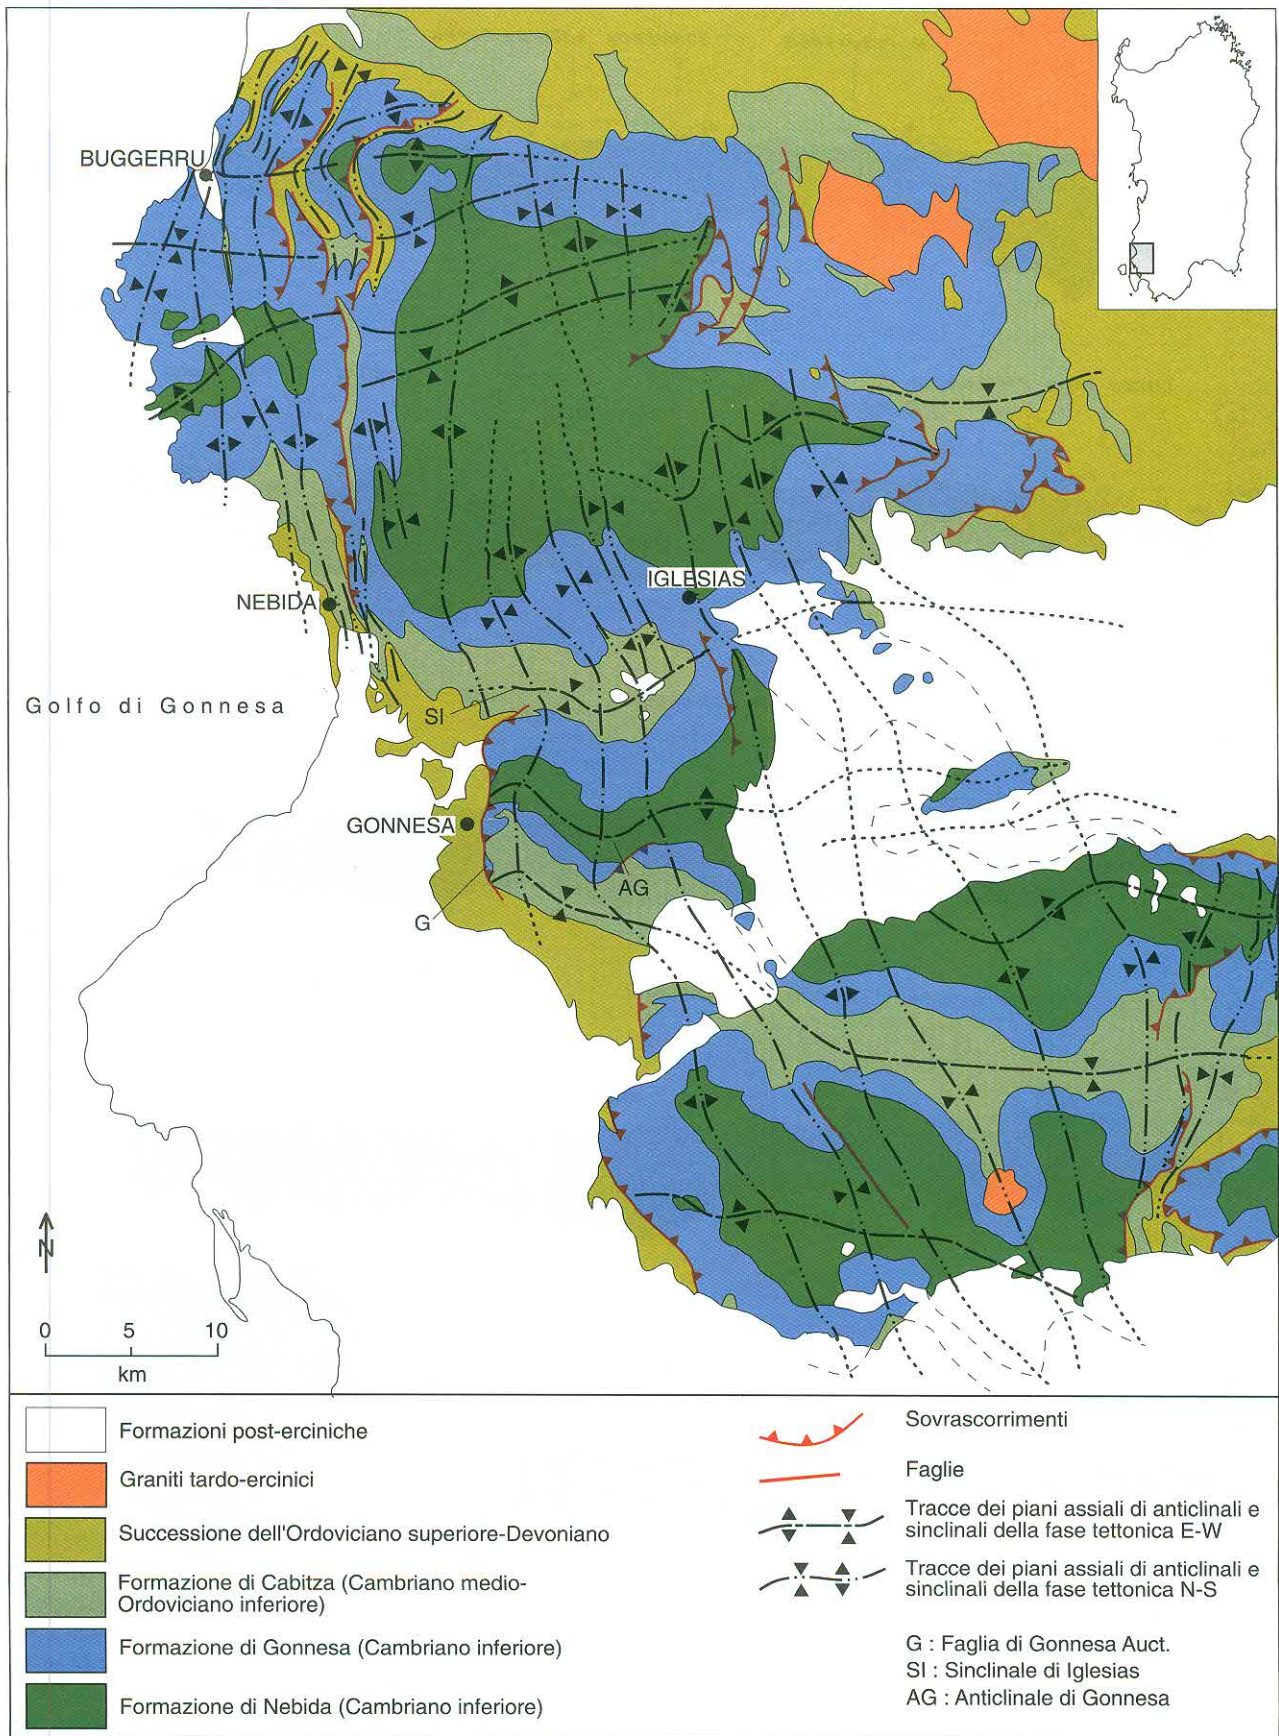 BUGGERRU
IGLESIAS
NEBIDA
Golfo di Gonnesa
SI
GONNESA
AG
G
N
0 5 10
km
Formazioni post-erciniche
Graniti tardo-ercinici
Successione dell'Ordoviciano superiore-Devoniano
Formazione di Cabitza (Cambriano medio-
Ordoviciano inferiore)
Formazione di Gonnesa (Cambriano inferiore)
Formazione di Nebida (Cambriano inferiore)
Sovrascorrimenti
Faglie
Tracce dei piani assiali di anticlinali e
sinclinali della fase tettonica E-W
Tracce dei piani assiali di anticlinali e
sinclinali della fase tettonica N-S
G : Faglia di Gonnesa Auct.
SI : Sinclinale di Iglesias
AG : Anticlinale di Gonnesa